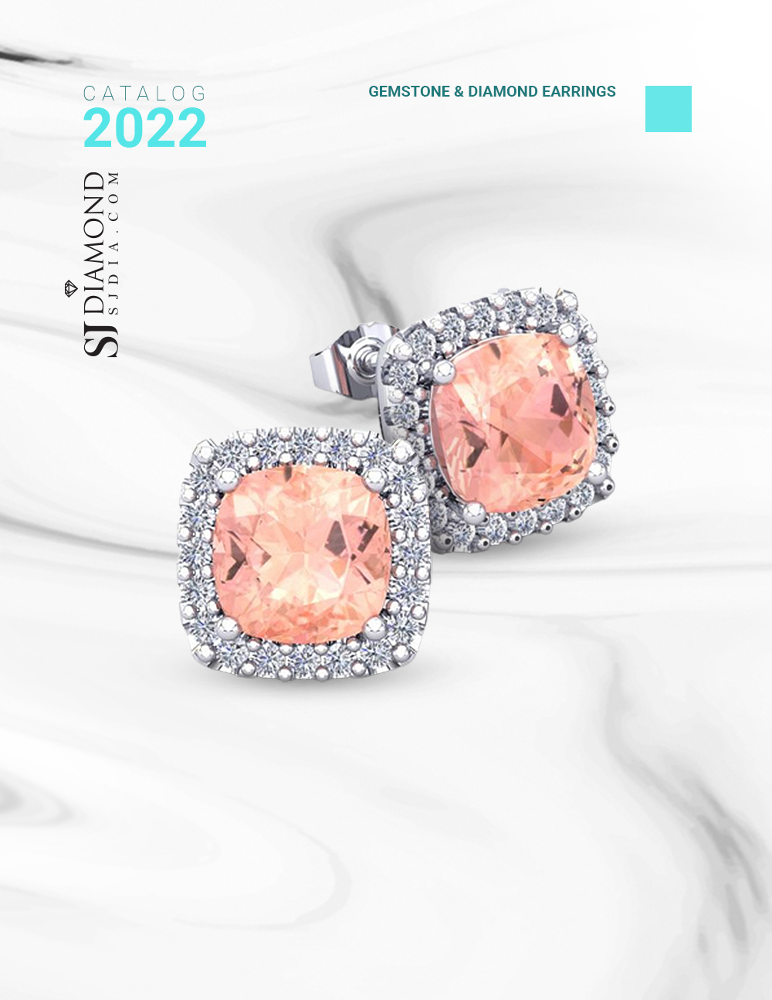 CATALOG
2022
GEMSTONE & DIAMOND EARRINGS
SJ DIAMOND
SJDIA.COM